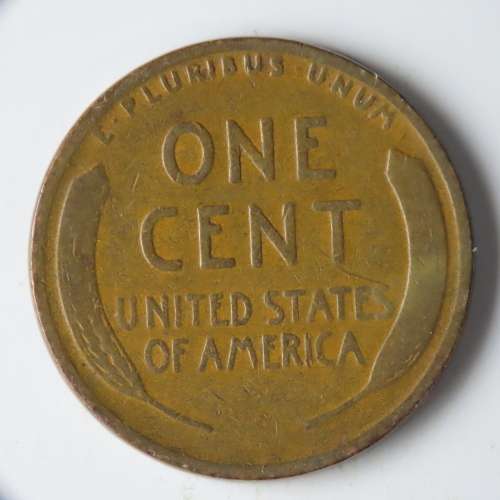 E·PLURIBUS·UNUM
ONE
CENT
UNITED STATES
OF AMERICA